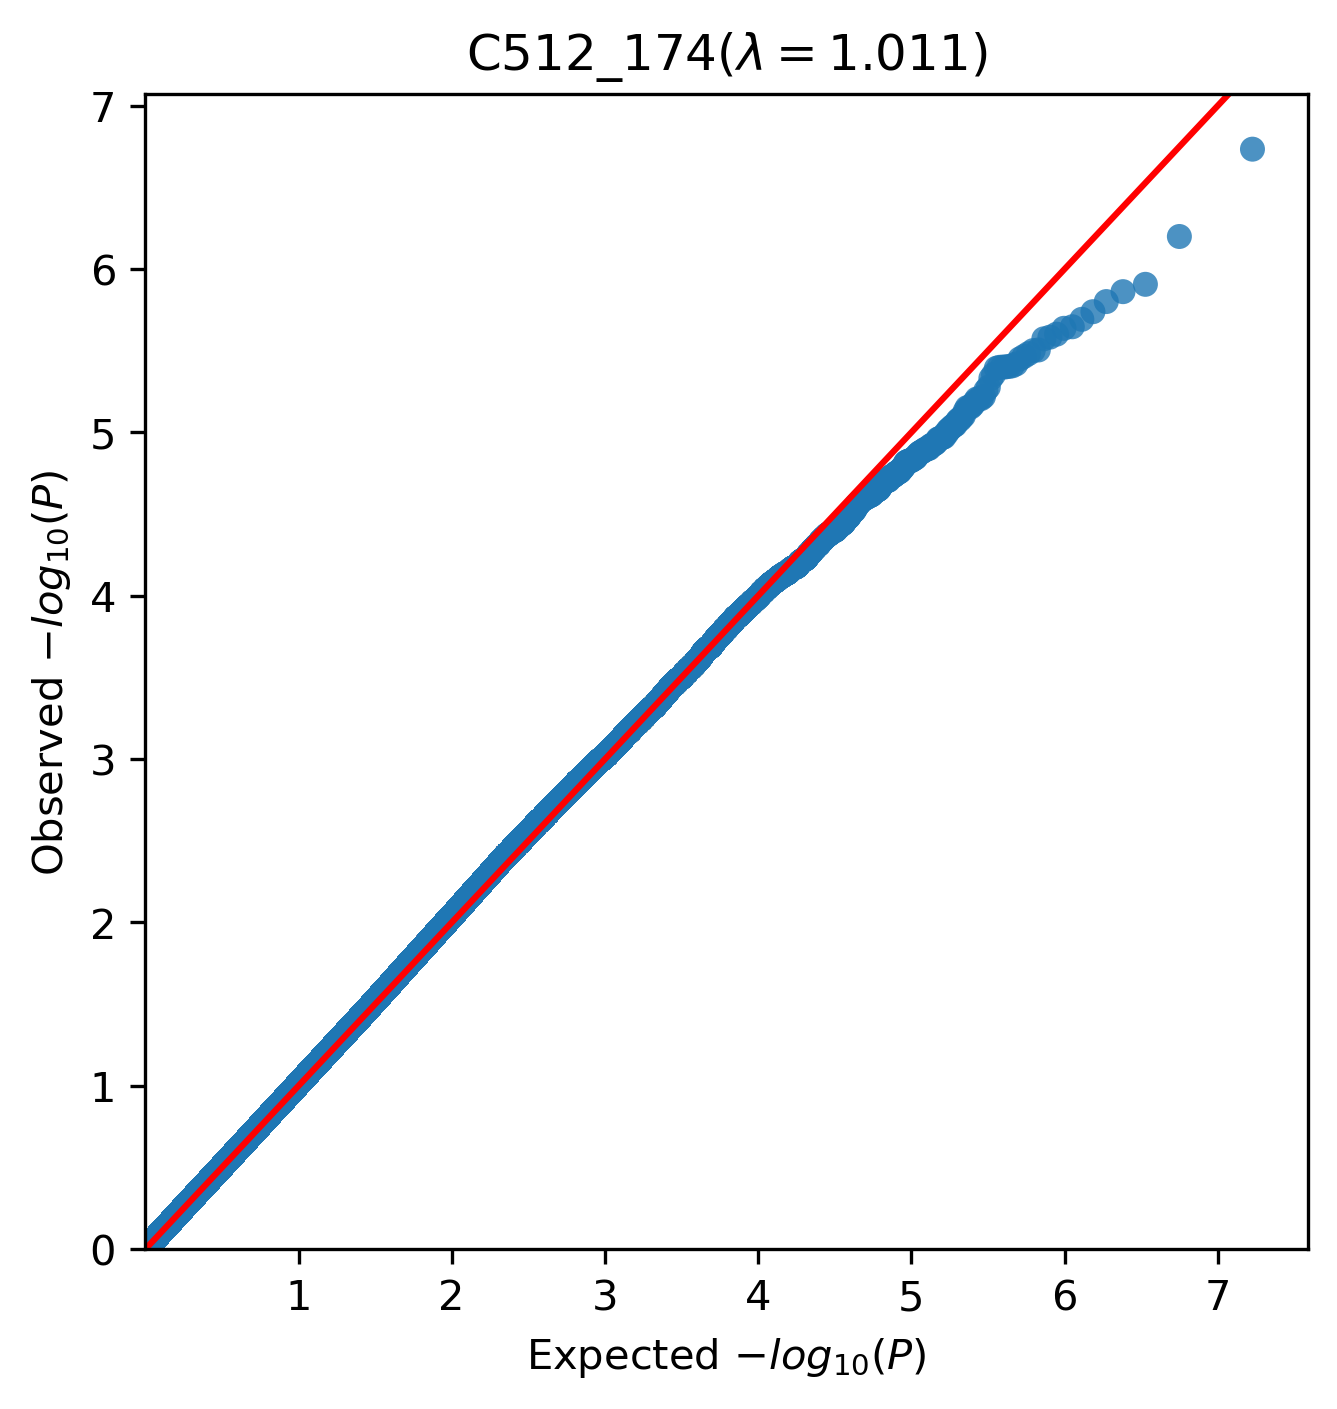 C512_174(λ = 1.011)
7
6
5
4
3
2
1
0
Observed −log₁₀(P)
1 2 3 4 5 6 7
Expected −log₁₀(P)